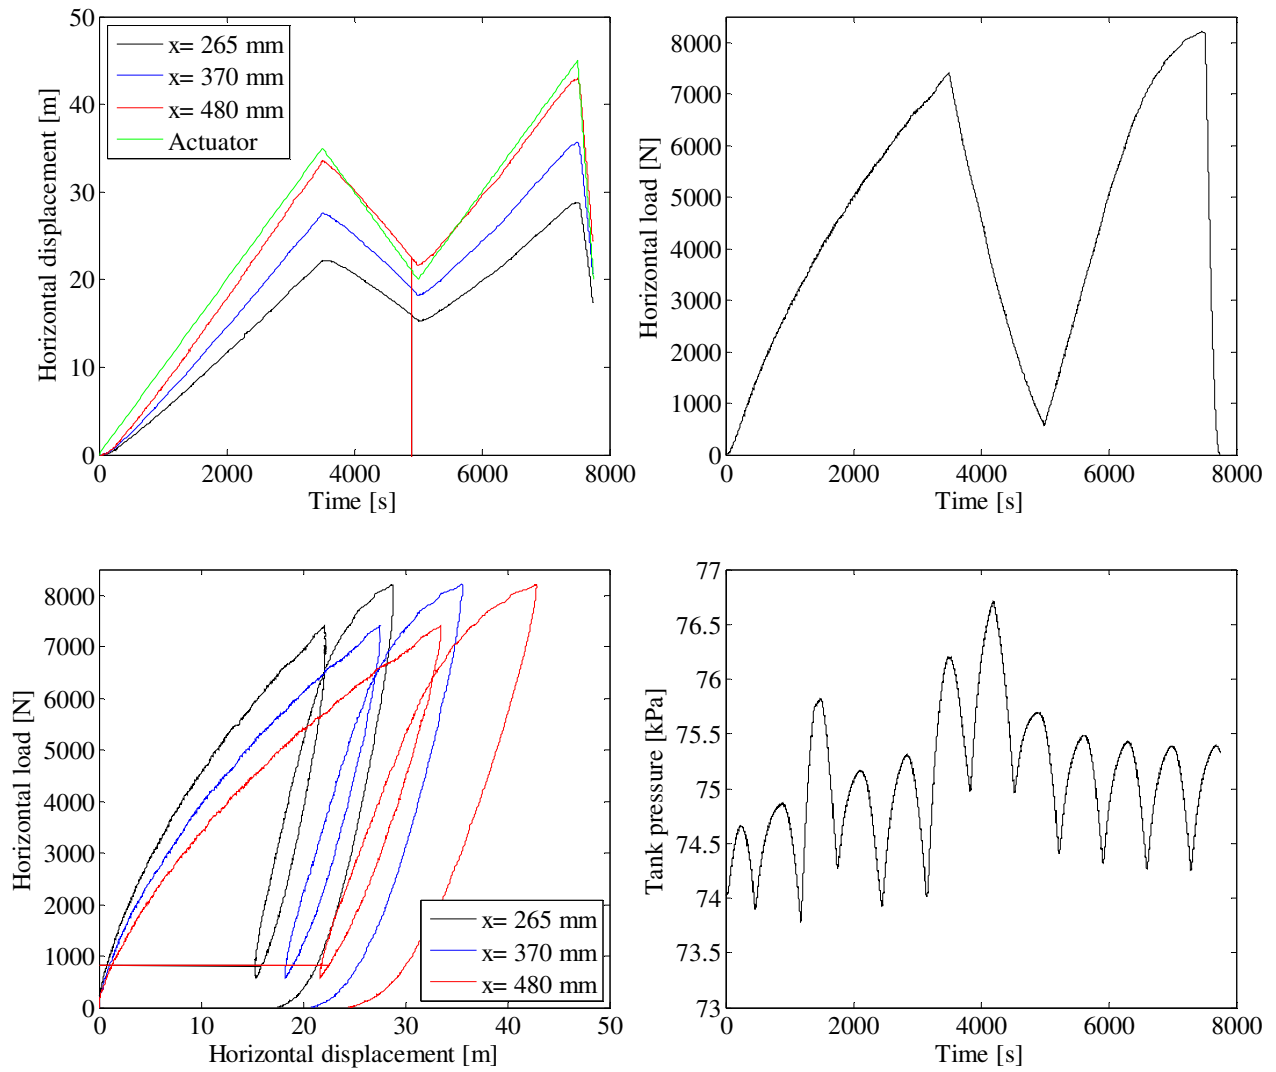 50
40
30
20
10
0
Horizontal displacement [m]
x= 265 mm
x= 370 mm
x= 480 mm
Actuator
0 2000 4000 6000 8000
Time [s]
8000
7000
6000
5000
4000
3000
2000
1000
0
Horizontal load [N]
0 2000 4000 6000 8000
Time [s]
8000
7000
6000
5000
4000
3000
2000
1000
0
Horizontal load [N]
x= 265 mm
x= 370 mm
x= 480 mm
0 10 20 30 40 50
Horizontal displacement [m]
77
76.5
76
75.5
75
74.5
74
73.5
73
Tank pressure [kPa]
0 2000 4000 6000 8000
Time [s]